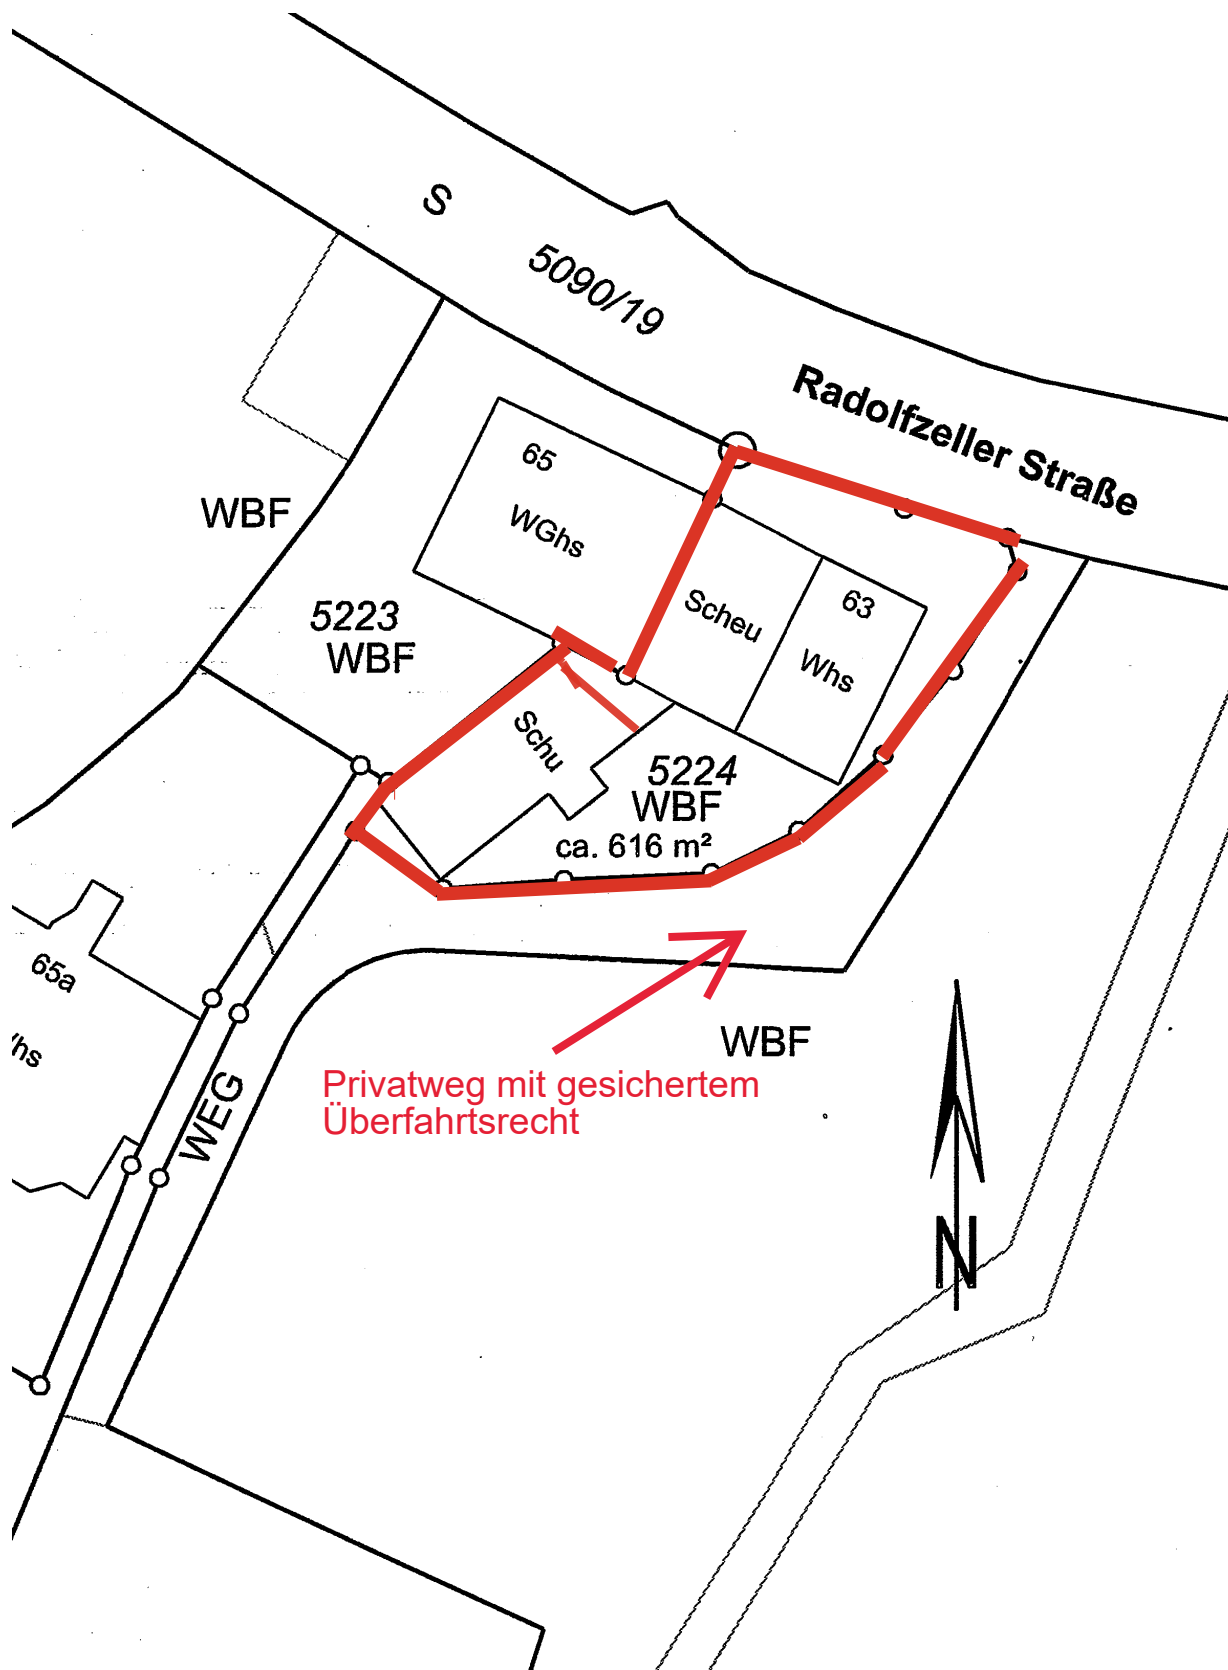 S
5090/19
Radolfzeller Straße
65
WGhs
WBF
Scheu
63
Whs
5223
WBF
Schu
5224
WBF
ca. 616 m²
65a
WBF
Privatweg mit gesichertem
Überfahrtsrecht
WEG
N